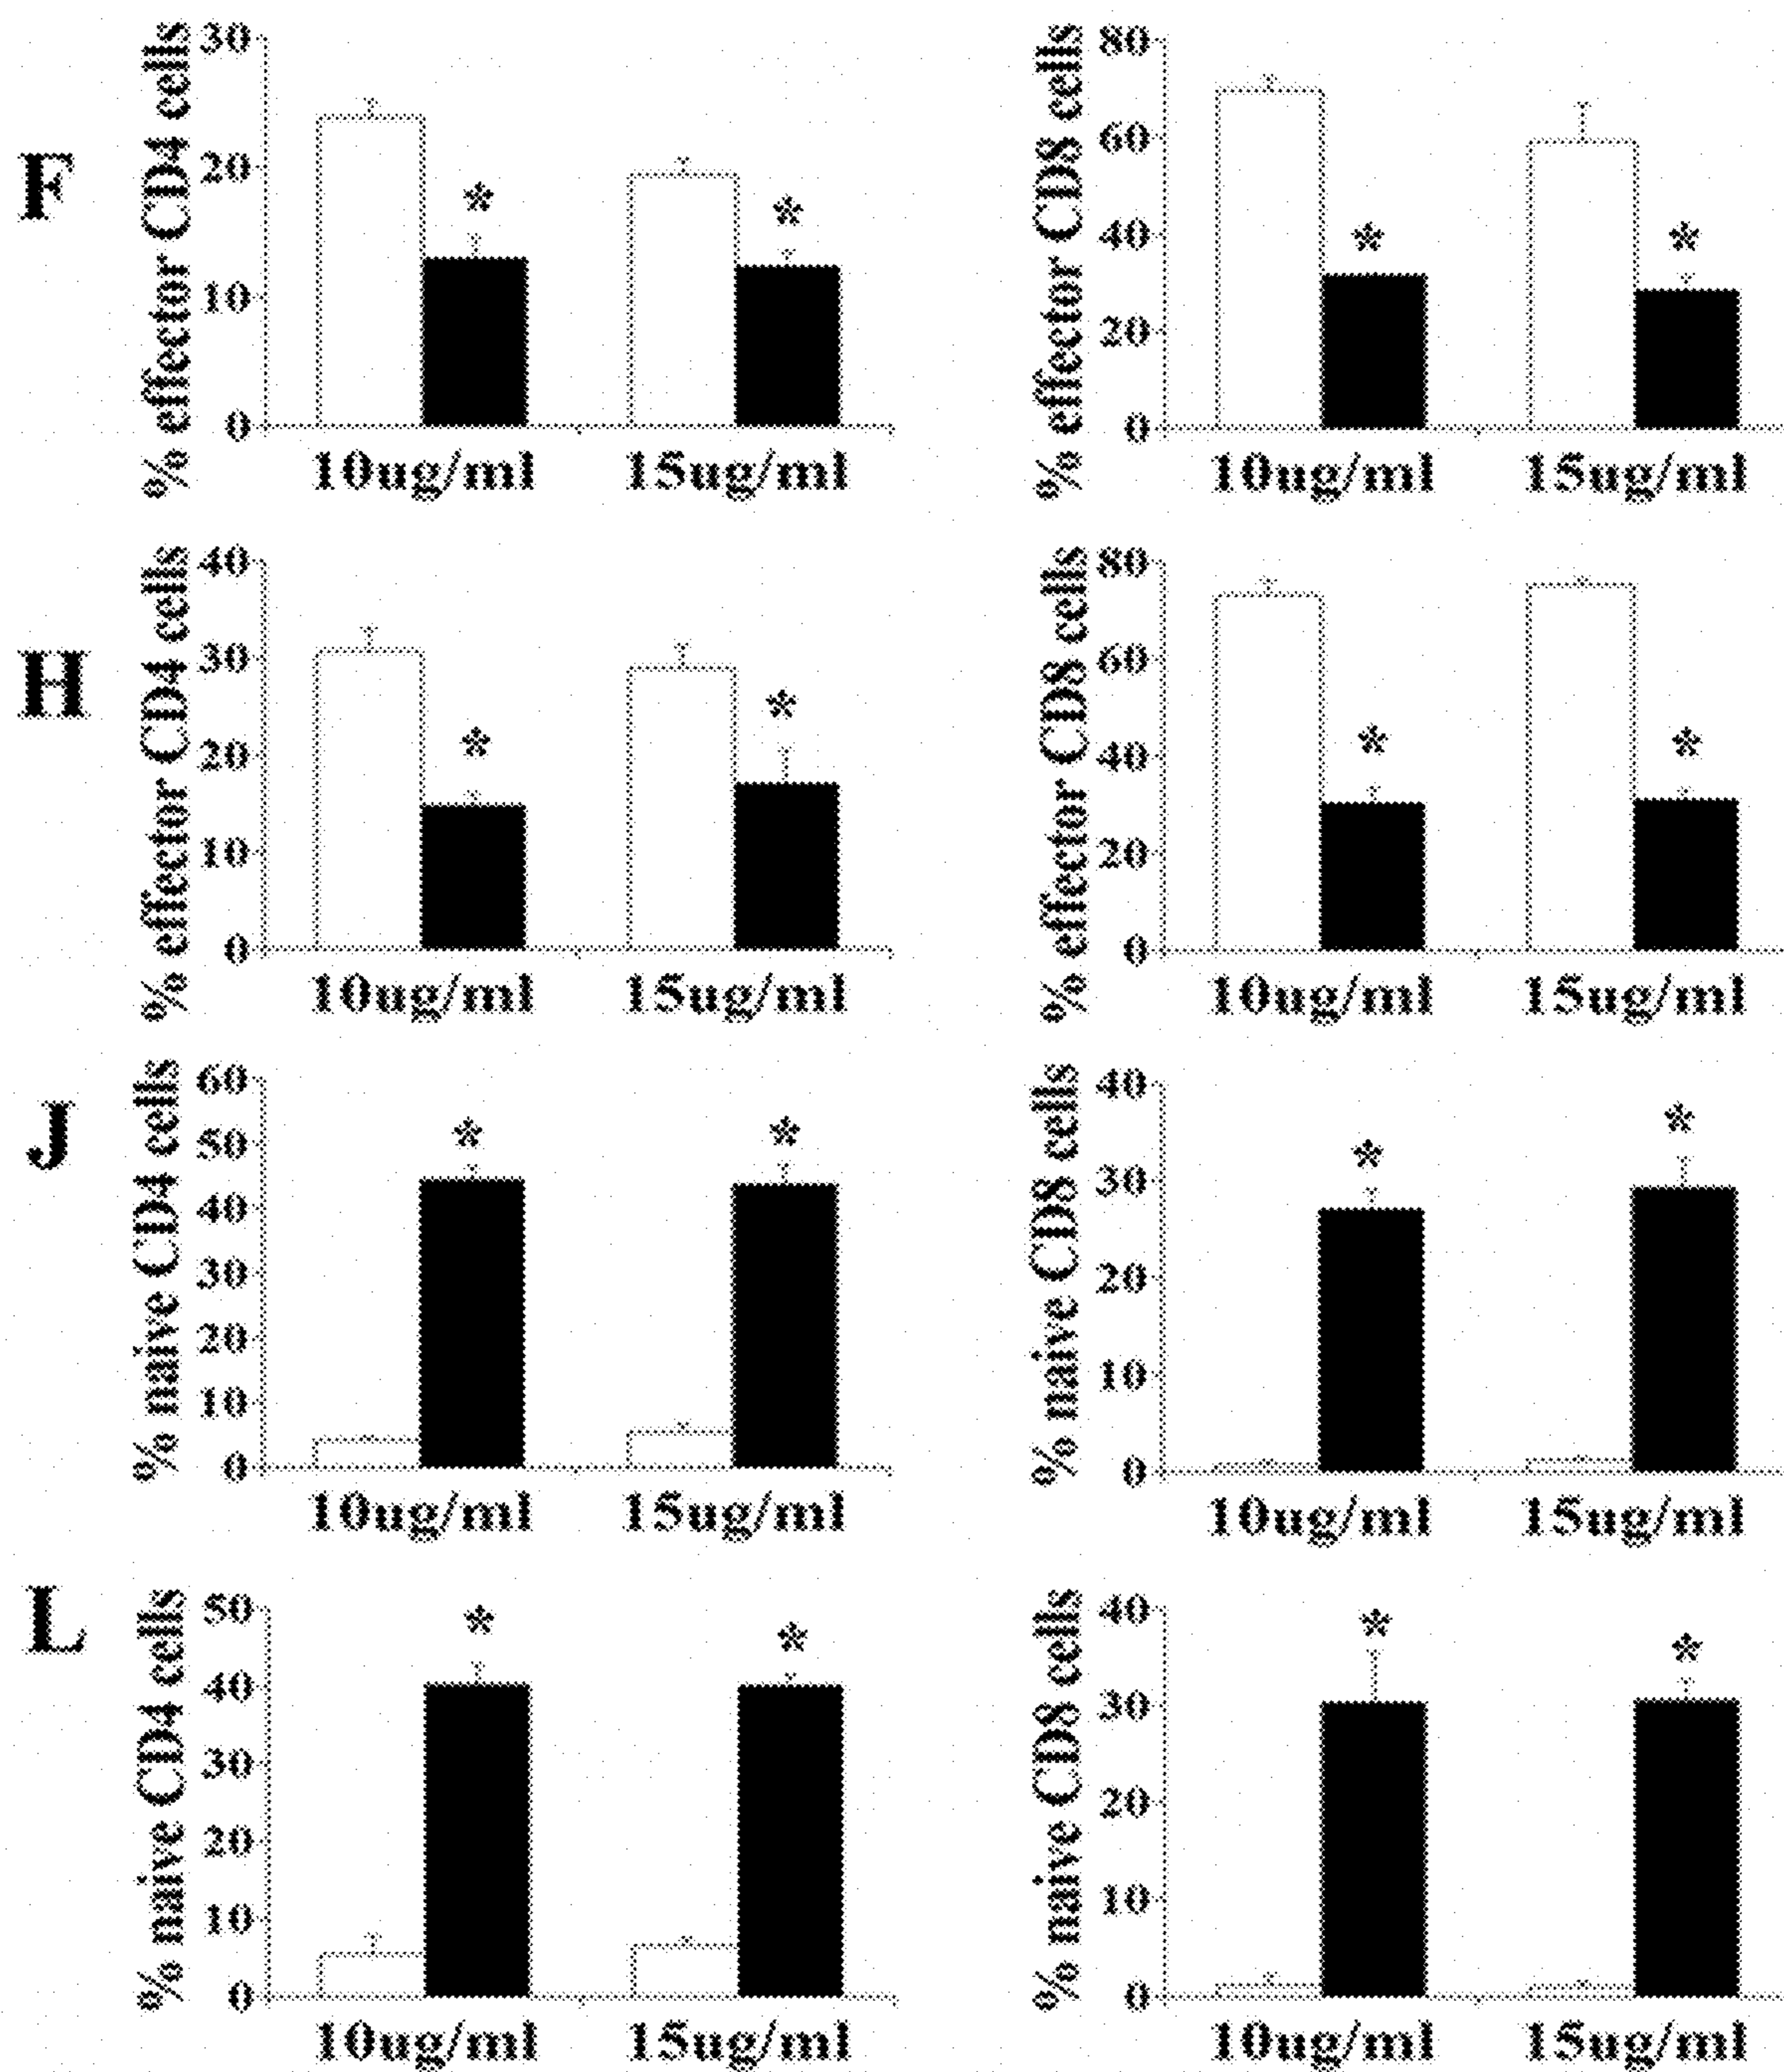 F
% effector CD4 cells
30
20
10
0
*
*
10ug/ml 15ug/ml
% effector CD8 cells
80
60
40
20
0
*
*
10ug/ml 15ug/ml
H
% effector CD4 cells
40
30
20
10
0
*
*
10ug/ml 15ug/ml
% effector CD8 cells
80
60
40
20
0
*
*
10ug/ml 15ug/ml
J
% naive CD4 cells
60
50
40
30
20
10
0
*
*
10ug/ml 15ug/ml
% naive CD8 cells
40
30
20
10
0
*
*
10ug/ml 15ug/ml
L
% naive CD4 cells
50
40
30
20
10
0
*
*
10ug/ml 15ug/ml
% naive CD8 cells
40
30
20
10
0
*
*
10ug/ml 15ug/ml